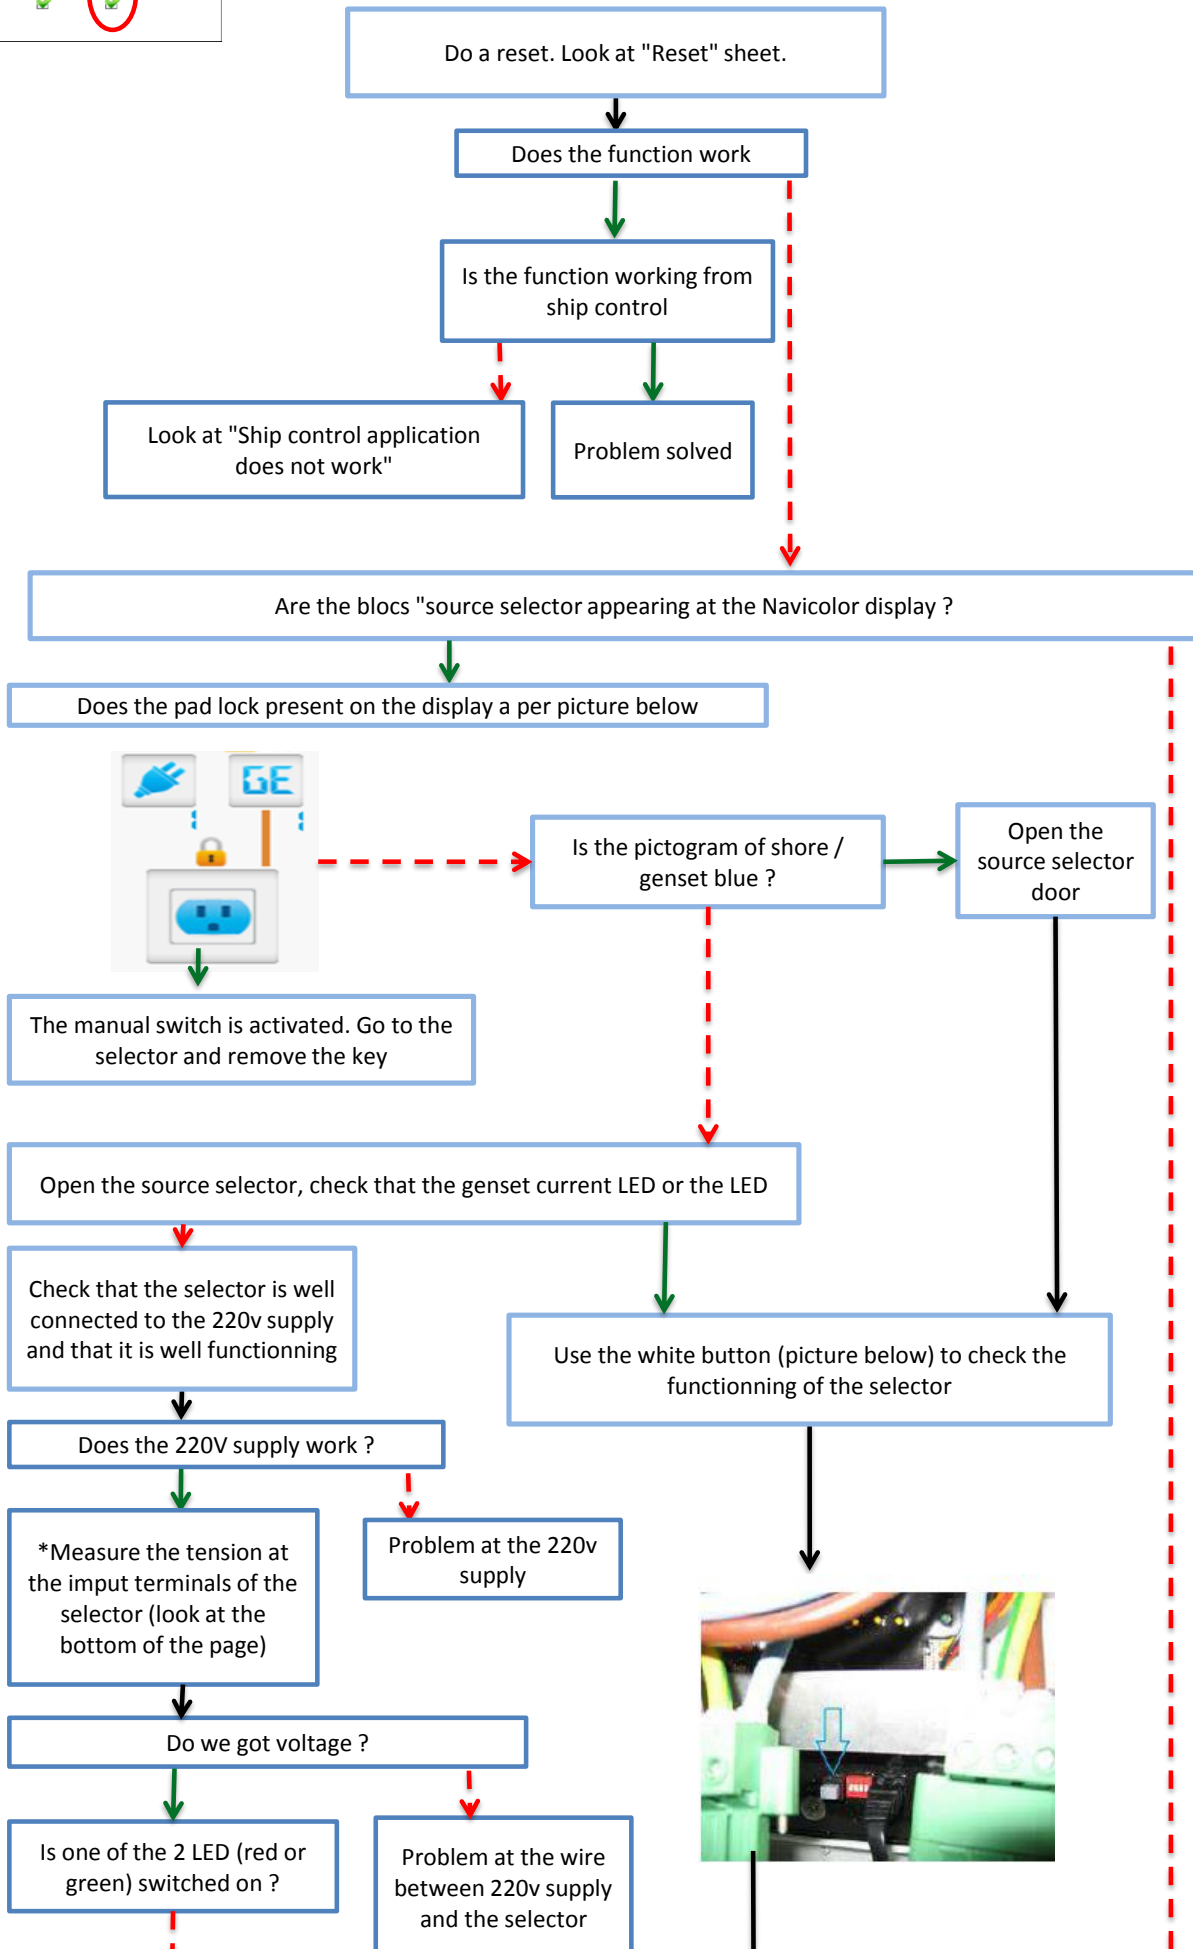 Do a reset. Look at "Reset" sheet.
Does the function work
Is the function working from
ship control
Look at "Ship control application
does not work"
Problem solved
Are the blocs "source selector appearing at the Navicolor display ?
Does the pad lock present on the display a per picture below
GE
Is the pictogram of shore /
genset blue ?
Open the
source selector
door
The manual switch is activated. Go to the
selector and remove the key
Open the source selector, check that the genset current LED or the LED
Check that the selector is well
connected to the 220v supply
and that it is well functionning
Use the white button (picture below) to check the
functionning of the selector
Does the 220V supply work ?
*Measure the tension at
the imput terminals of the
selector (look at the
bottom of the page)
Problem at the 220v
supply
Do we got voltage ?
Is one of the 2 LED (red or
green) switched on ?
Problem at the wire
between 220v supply
and the selector